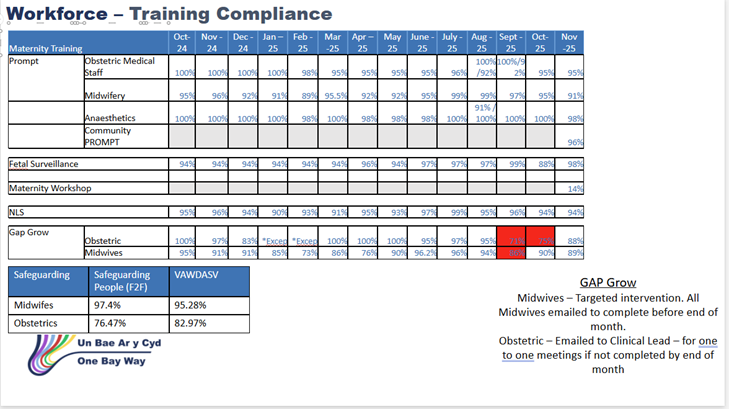 Workforce – Training Compliance
Maternity Training Oct-24 Nov -24 Dec -24 Jan –25 Feb -25 Mar -25 Apr –25 May 25 June -25 July -25 Aug -25 Sept -25 Oct-25 Nov -25
Prompt Obstetric Medical Staff 100% 100% 100% 100% 98% 95% 95% 95% 95% 96% 100%/92% 100%/92% 95% 95%
Midwifery 95% 96% 92% 91% 89% 95.5% 92% 92% 95% 99% 99% 97% 95% 91%
Anaesthetics 100% 100% 100% 100% 98% 100% 98% 98% 98% 100% 91% / 100% 100% 100% 98%
Community PROMPT 96%
Fetal Surveillance 94% 94% 94% 94% 94% 94% 96% 94% 97% 97% 97% 99% 88% 98%
Maternity Workshop 14%
NLS 95% 96% 94% 90% 93% 91% 95% 93% 97% 99% 95% 96% 94% 94%
Gap Grow Obstetric 100% 97% 83% *Excep *Excep 100% 100% 100% 95% 97% 95% 88%
Midwives 95% 91% 91% 85% 73% 86% 76% 90% 96.2% 96% 94% 90% 89%
Safeguarding Safeguarding People (F2F) VAWDASV
Midwifes 97.4% 95.28%
Obstetrics 76.47% 82.97%
GAP Grow
Midwives – Targeted intervention. All
Midwives emailed to complete before end of
month.
Obstetric – Emailed to Clinical Lead – for one
to one meetings if not completed by end of
month
Un Bae Ar y Cyd
One Bay Way